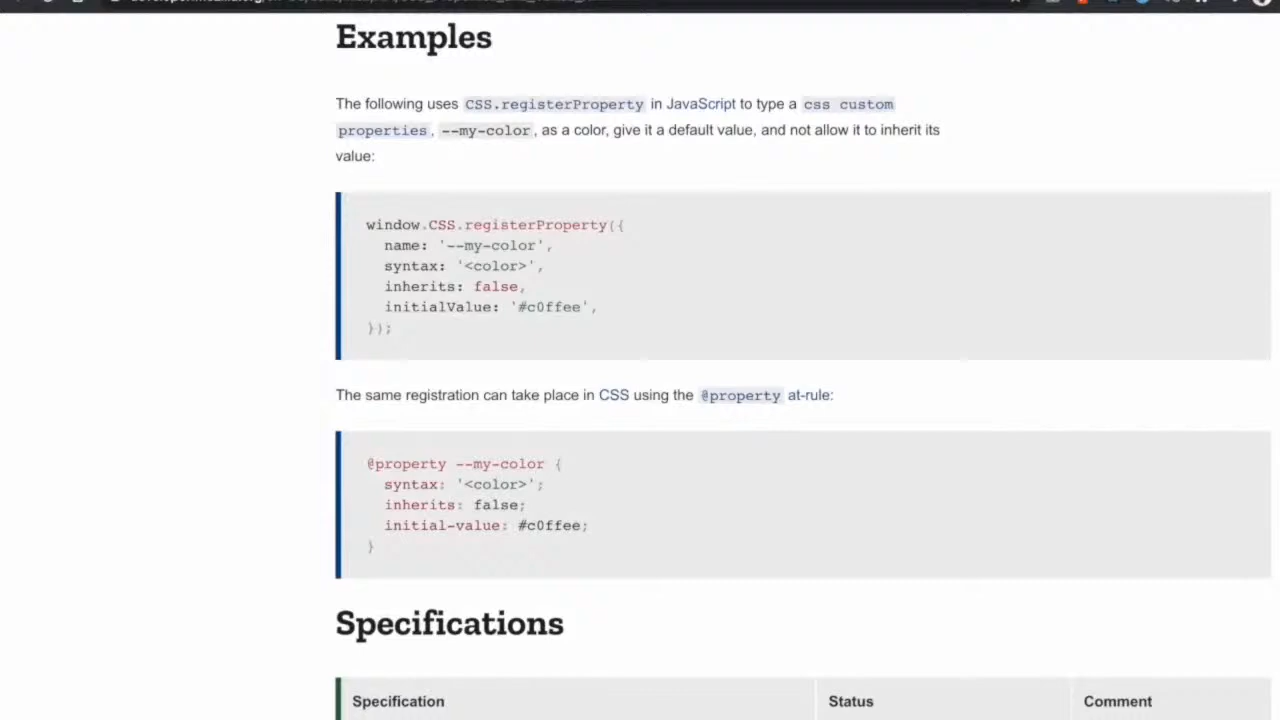 Examples
The following uses CSS.registerProperty in JavaScript to type a css custom
properties, --my-color, as a color, give it a default value, and not allow it to inherit its
value:
window.CSS.registerProperty({
  name: '--my-color',
  syntax: '<color>',
  inherits: false,
  initialValue: '#c0ffee',
});
The same registration can take place in CSS using the @property at-rule:
@property --my-color {
  syntax: '<color>';
  inherits: false;
  initial-value: #c0ffee;
}
Specifications
Specification Status Comment